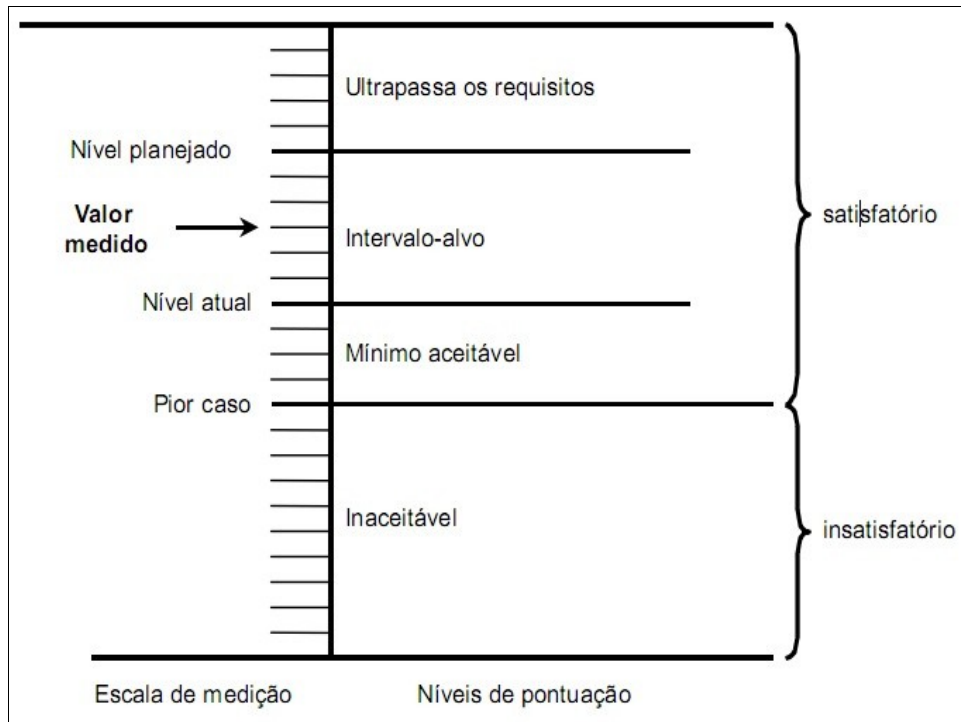 Ultrapassa os requisitos
Nível planejado
Valor
medido
satisfatório
Intervalo-alvo
Nível atual
Mínimo aceitável
Pior caso
Inaceitável
insatisfatório
Escala de medição
Níveis de pontuação